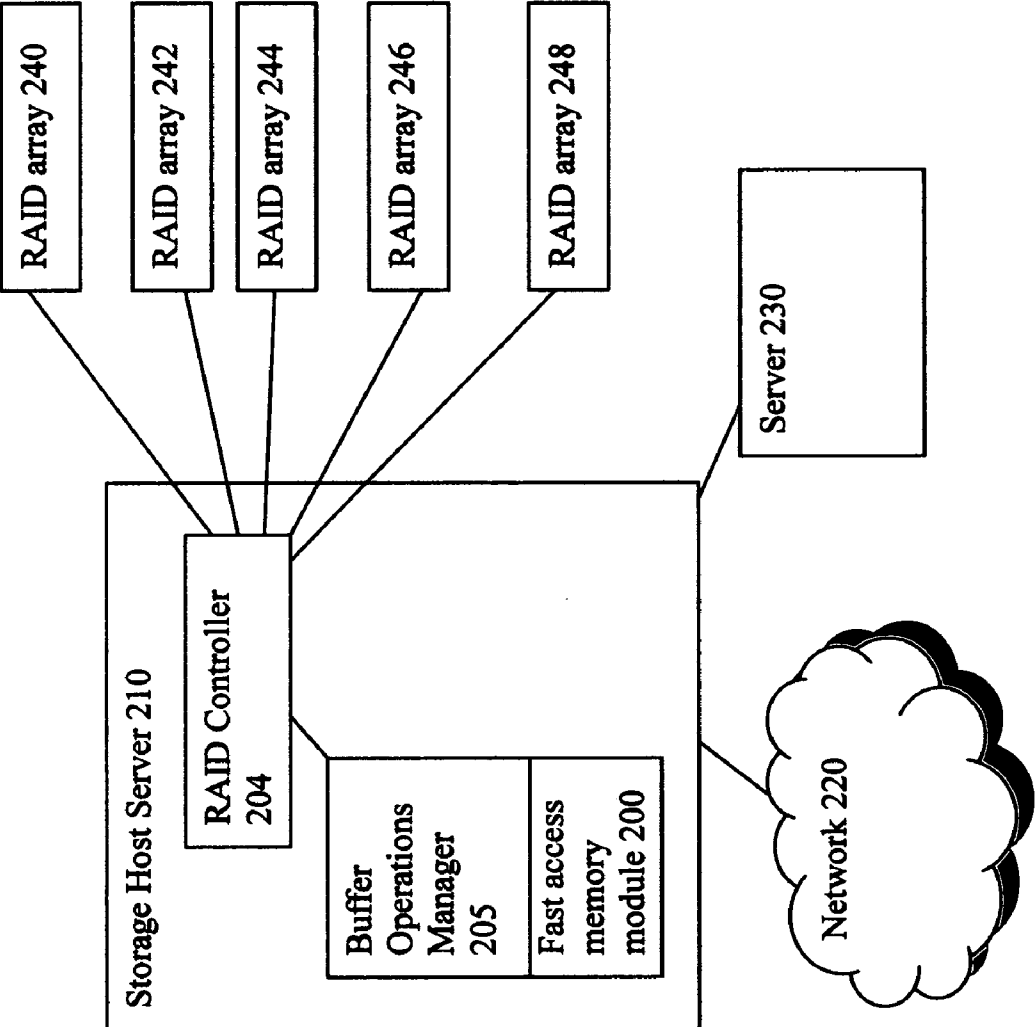 Storage Host Server 210
RAID Controller
204
Buffer
Operations
Manager
205
Fast access
memory
module 200
RAID array 240
RAID array 242
RAID array 244
RAID array 246
RAID array 248
Network 220
Server 230